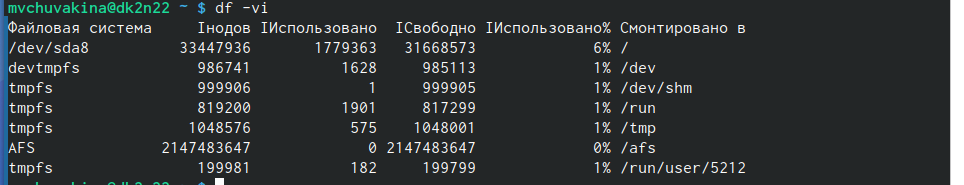 mvchuvakina@dk2n22 ~ $ df -vi
Файловая система Iнодов IИспользовано IСвободно IИспользовано% Смонтировано в
/dev/sda8 33447936 1779363 31668573 6% /
devtmpfs 986741 1628 985113 1% /dev
tmpfs 999906 1 999905 1% /dev/shm
tmpfs 819200 1901 817299 1% /run
tmpfs 1048576 575 1048001 1% /tmp
AFS 2147483647 0 2147483647 0% /afs
tmpfs 199981 182 199799 1% /run/user/5212
mvchuvakina@dk2n22 ~ $